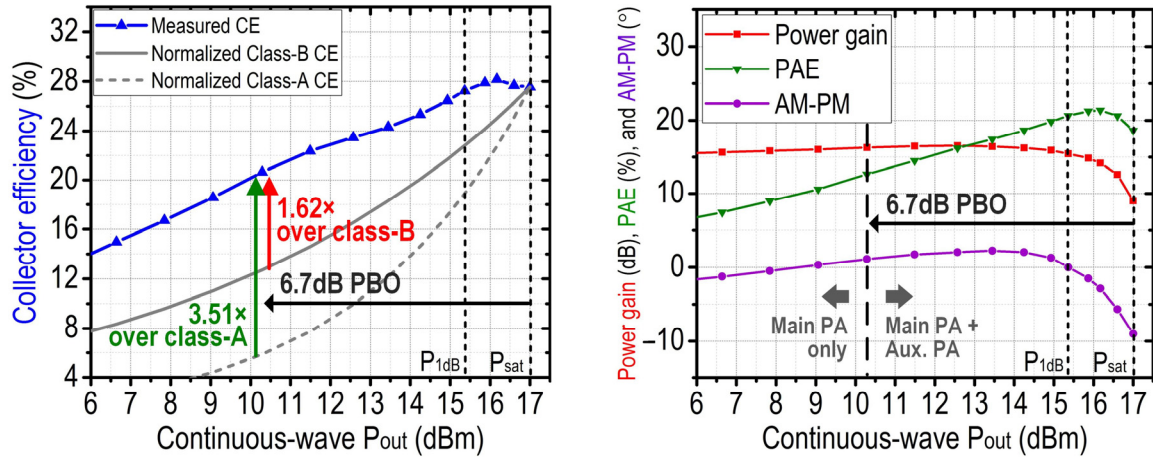 32
28
24
20
16
12
8
4
Collector efficiency (%)
Measured CE
Normalized Class-B CE
Normalized Class-A CE
1.62×
over class-B
6.7dB PBO
3.51×
over class-A
P1dB
Psat
6 7 8 9 10 11 12 13 14 15 16 17
Continuous-wave Pout (dBm)
Power gain (dB), PAE (%), and AM-PM (°)
30
20
10
0
−10
Power gain
PAE
AM-PM
6.7dB PBO
Main PA
only
Main PA +
Aux. PA
P1dB
Psat
6 7 8 9 10 11 12 13 14 15 16 17
Continuous-wave Pout (dBm)